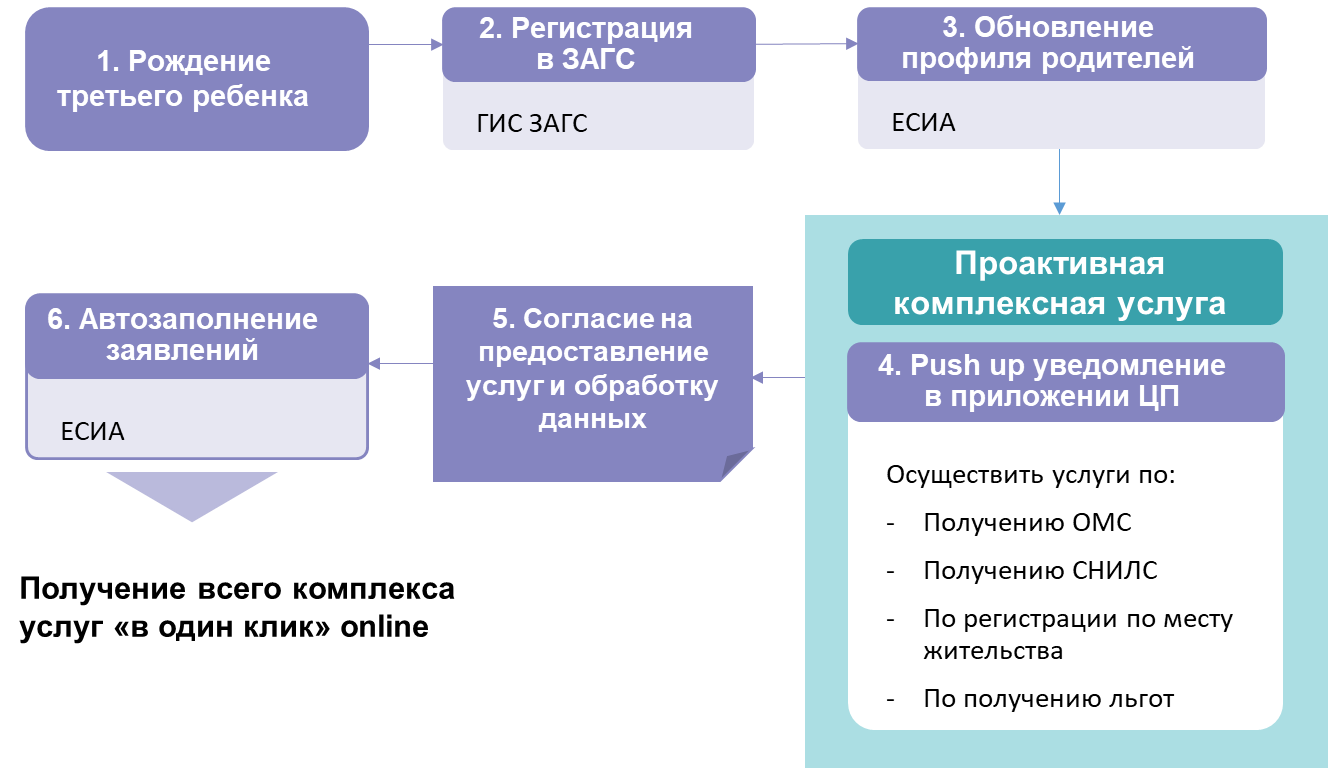 1. Рождение
третьего ребенка
2. Регистрация
в ЗАГС
ГИС ЗАГС
3. Обновление
профиля родителей
ЕСИА
Проактивная
комплексная услуга
4. Push up уведомление
в приложении ЦП
Осуществить услуги по:
- Получению ОМС
- Получению СНИЛС
- По регистрации по месту
жительства
- По получению льгот
5. Согласие на
предоставление
услуг и обработку
данных
6. Автозаполнение
заявлений
ЕСИА
Получение всего комплекса
услуг «в один клик» online